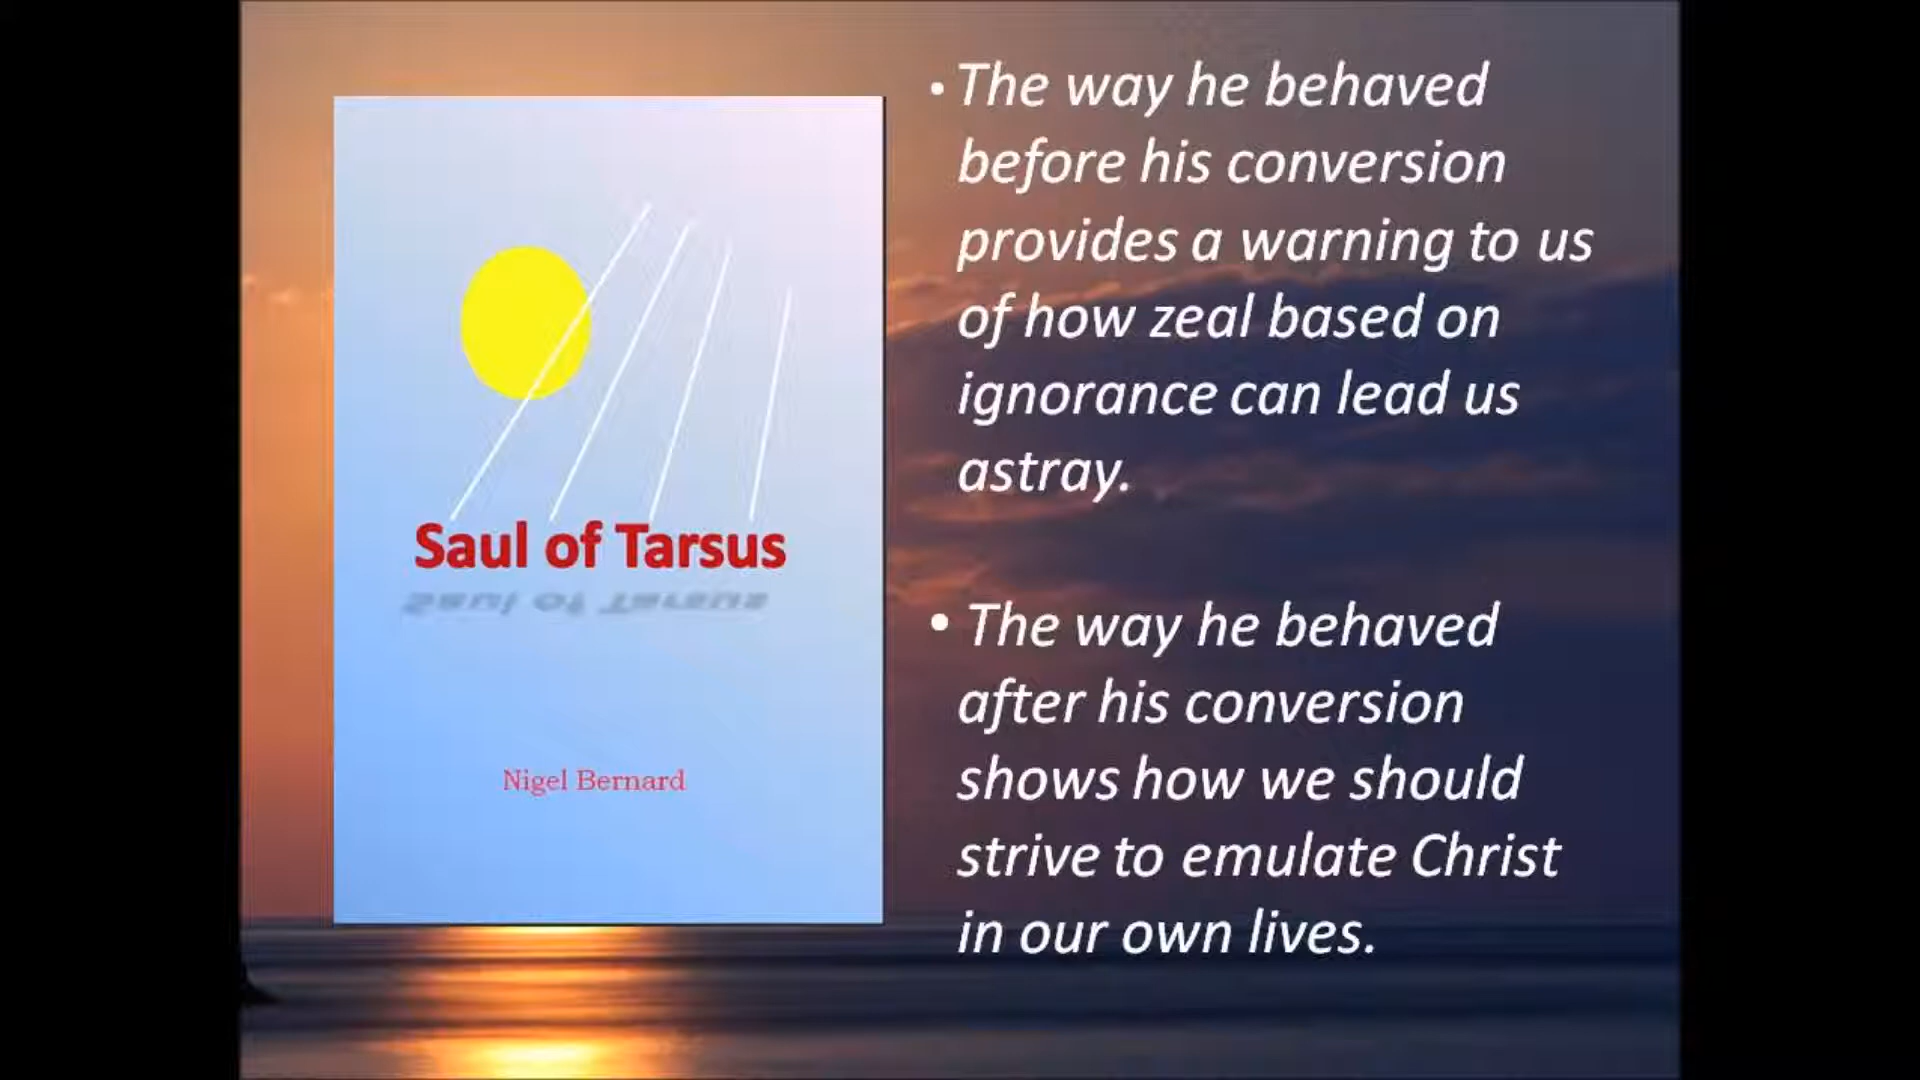 Saul of Tarsus
Nigel Bernard
• The way he behaved
before his conversion
provides a warning to us
of how zeal based on
ignorance can lead us
astray.
• The way he behaved
after his conversion
shows how we should
strive to emulate Christ
in our own lives.